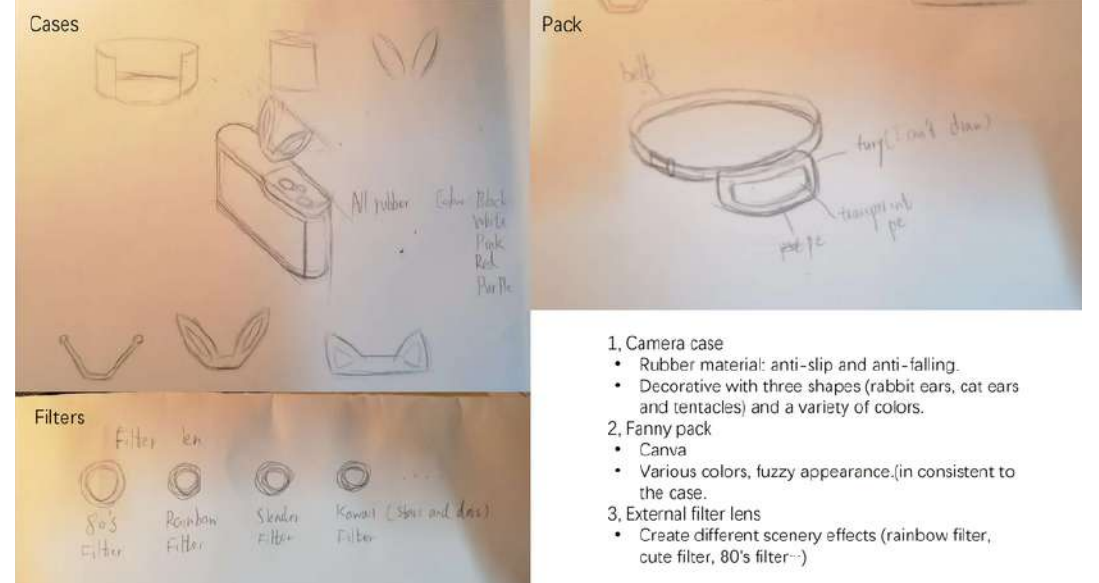 Cases
All rubber Color Black
White
Pink
Red
Purple
Filters
Filter len
80's
Filter
Rainbow
Filter
Slender
Filter
Kawaii (stars and dots)
Filter
Pack
belt
(i can't draw)
transparent
pe
pe
1, Camera case
• Rubber material: anti-slip and anti-falling.
• Decorative with three shapes (rabbit ears, cat ears
and tentacles) and a variety of colors.
2, Fanny pack
• Canva
• Various colors, fuzzy appearance.(in consistent to
the case.
3, External filter lens
• Create different scenery effects (rainbow filter,
cute filter, 80's filter…)